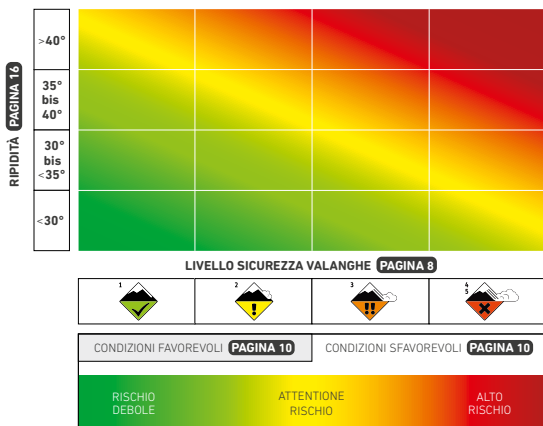 RIPIDITÀ PAGINA 16
>40°
35°
bis
40°
30°
bis
<35°
<30°
LIVELLO SICUREZZA VALANGHE PAGINA 8
1
2
!
3
!!
4
5
CONDIZIONI FAVOREVOLI PAGINA 10
CONDIZIONI SFAVOREVOLI PAGINA 10
RISCHIO
DEBOLE
ATTENTIONE
RISCHIO
ALTO
RISCHIO